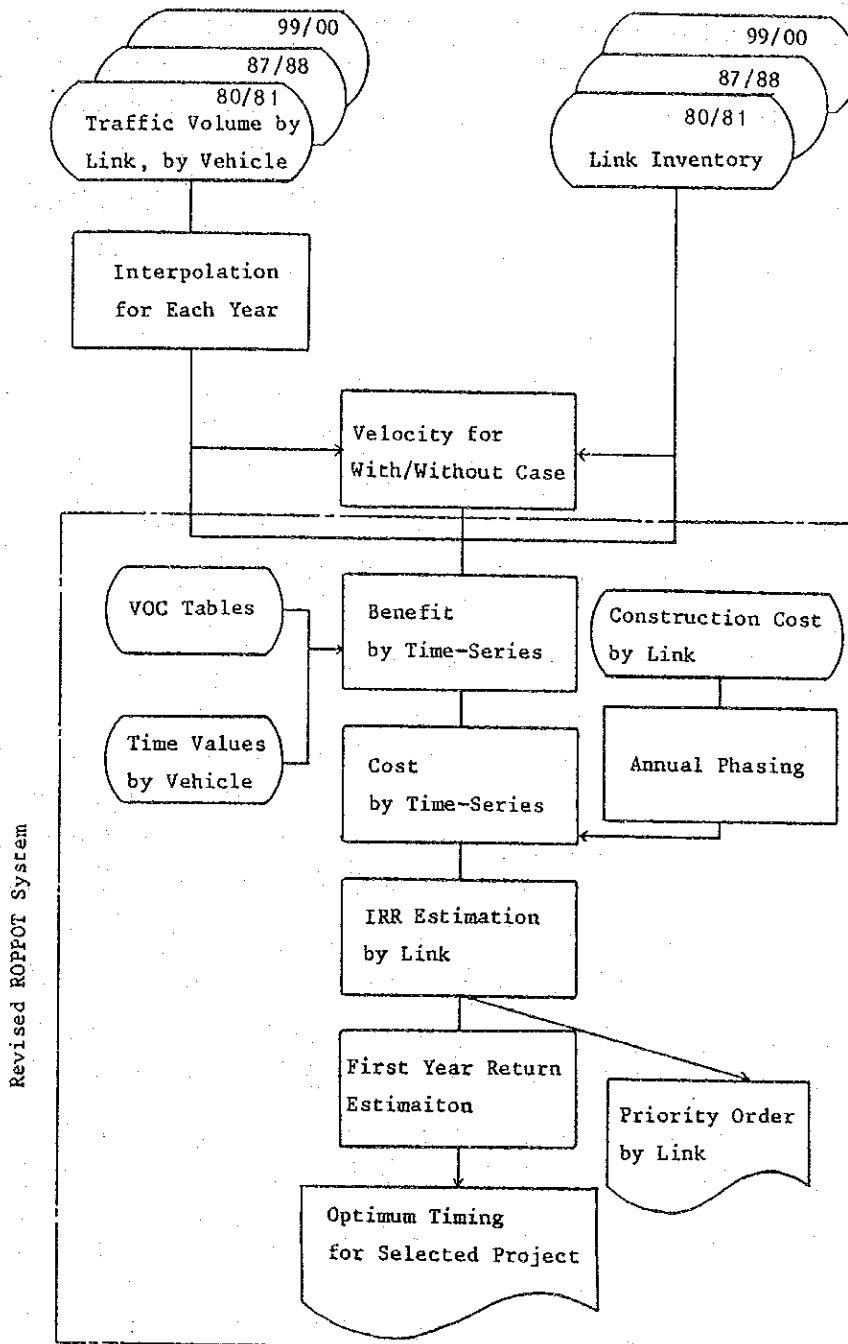 99/00
87/88
80/81
Traffic Volume by
Link, by Vehicle
99/00
87/88
80/81
Link Inventory
Interpolation
for Each Year
Velocity for
With/Without Case
VOC Tables
Benefit
by Time-Series
Construction Cost
by Link
Time Values
by Vehicle
Cost
by Time-Series
Annual Phasing
IRR Estimation
by Link
First Year Return
Estimaiton
Priority Order
by Link
Optimum Timing
for Selected Project
Revised ROPPOT System